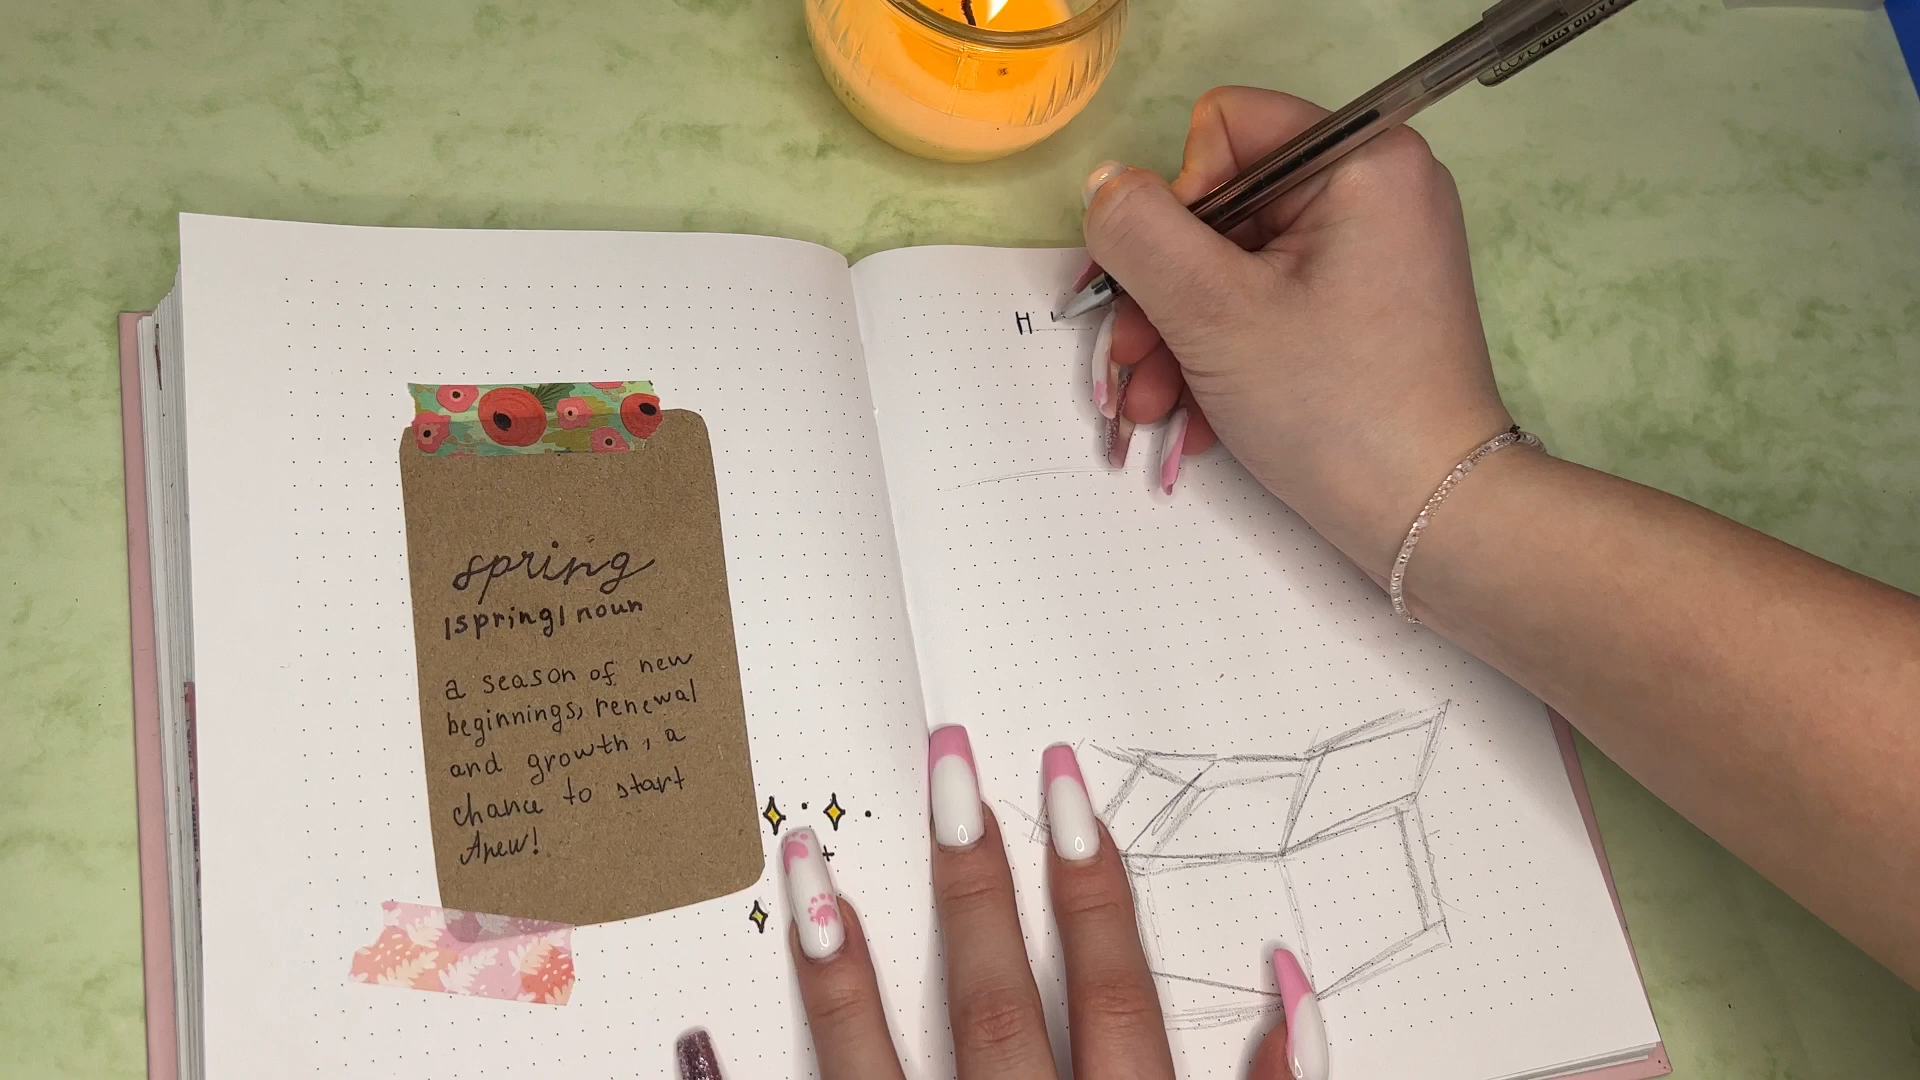 spring
|spring| noun
a season of new
beginnings, renewal
and growth, a
chance to start
Anew!
H